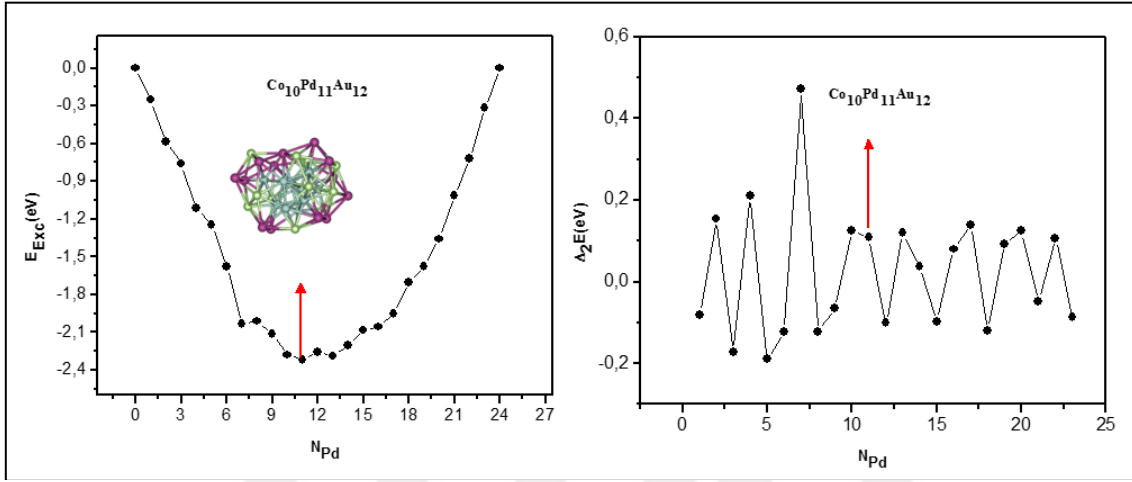 Co10Pd11Au12
0,0
-0,3
-0,6
-0,9
-1,2
-1,5
-1,8
-2,1
-2,4
E_Exc(eV)
0 3 6 9 12 15 18 21 24 27
N_Pd
Co10Pd11Au12
0,6
0,4
0,2
0,0
-0,2
Δ2E(eV)
0 5 10 15 20 25
N_Pd